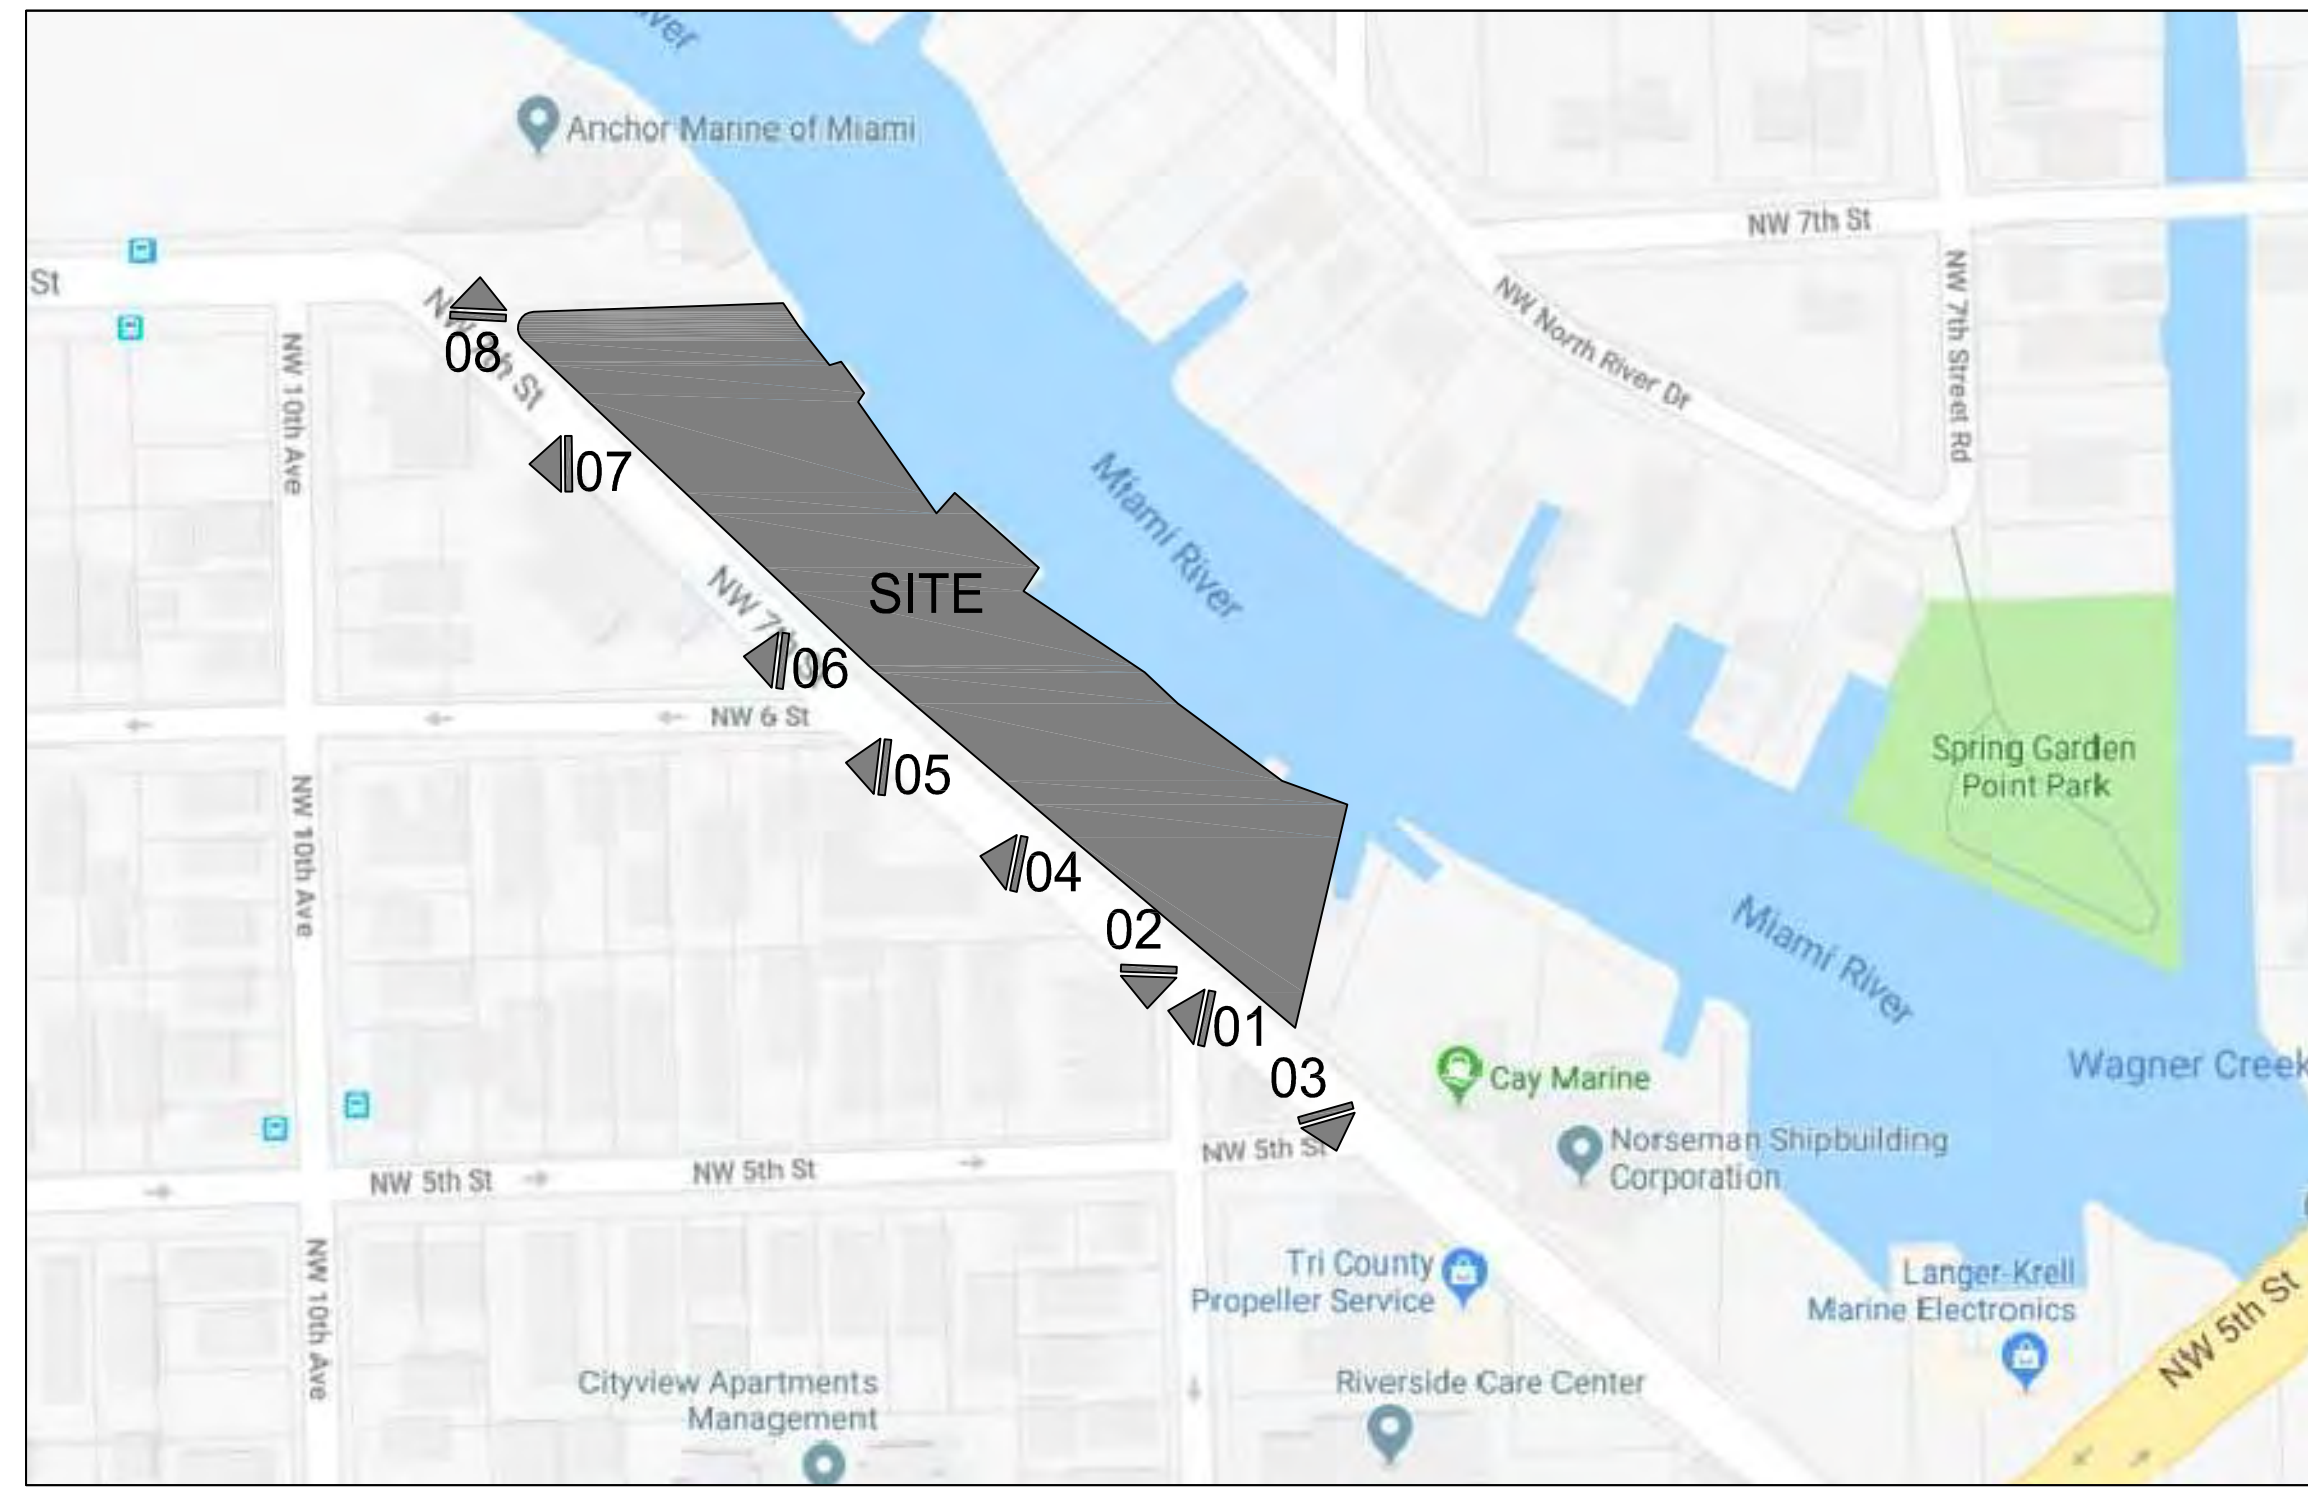 Anchor Marine of Miami
St
NW 7th St
NW 7th Street Rd
NW North River Dr
08
NW 10th Ave
07
Miami River
SITE
06
NW 6 St
05
Spring Garden
Point Park
NW 10th Ave
04
02
Miami River
01
03
Cay Marine
Wagner Creek
Norseman Shipbuilding
Corporation
NW 5th St
NW 5th St
NW 5th St
NW 10th Ave
Tri County
Propeller Service
Langer-Krell
Marine Electronics
NW 5th St
Cityview Apartments
Management
Riverside Care Center